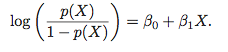 log ( p(X) / (1 − p(X)) ) = β₀ + β₁X.